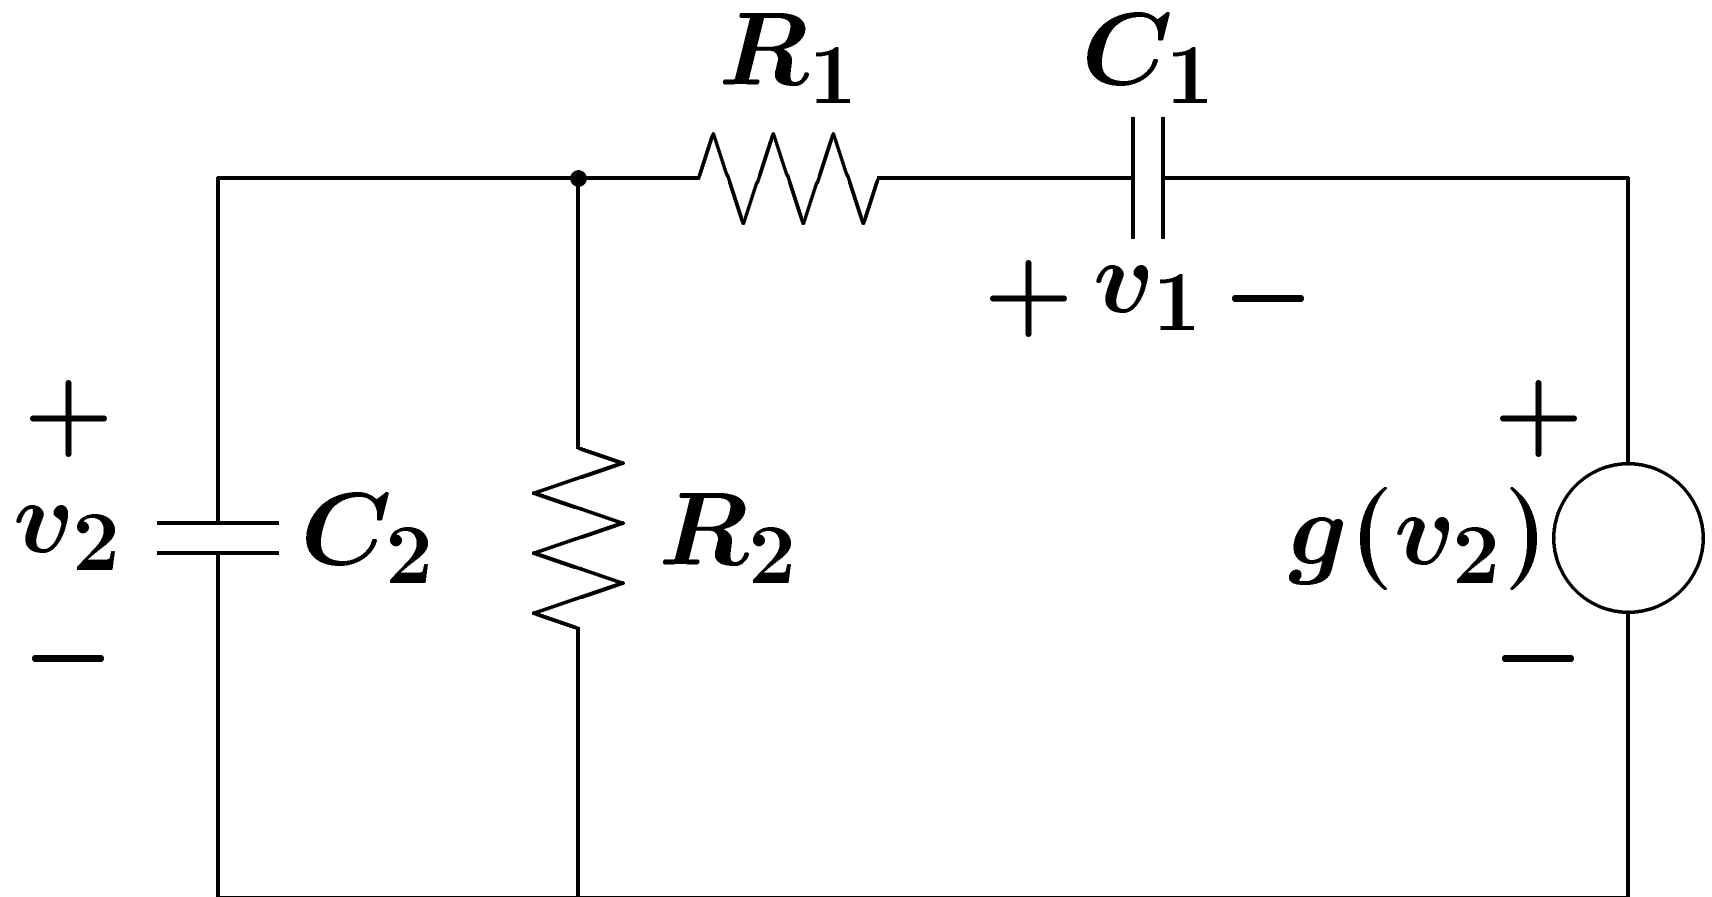 R₁ C₁
+ v₁ −
+ +
v₂ C₂ R₂ g(v₂)
− −